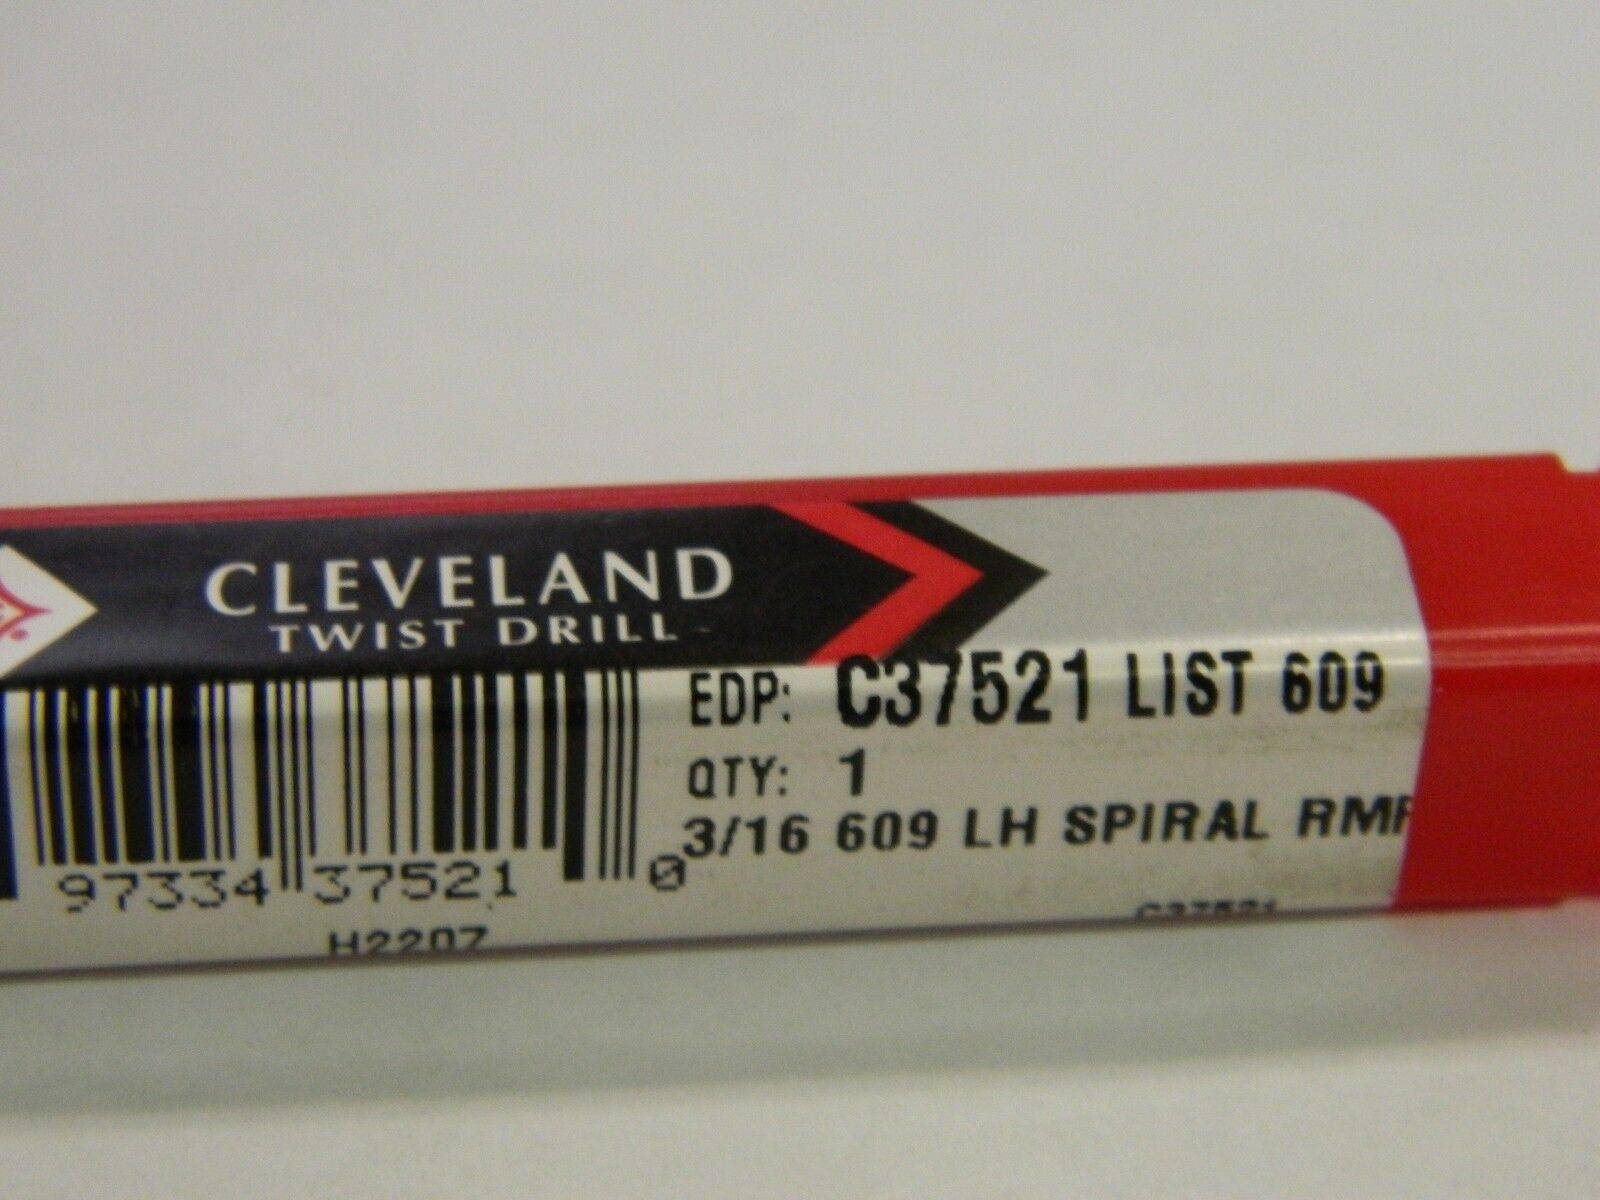 CLEVELAND
TWIST DRILL
EDP: C37521 LIST 609
QTY: 1
3/16 609 LH SPIRAL RMR
97334 37521 0
H2207
C37521